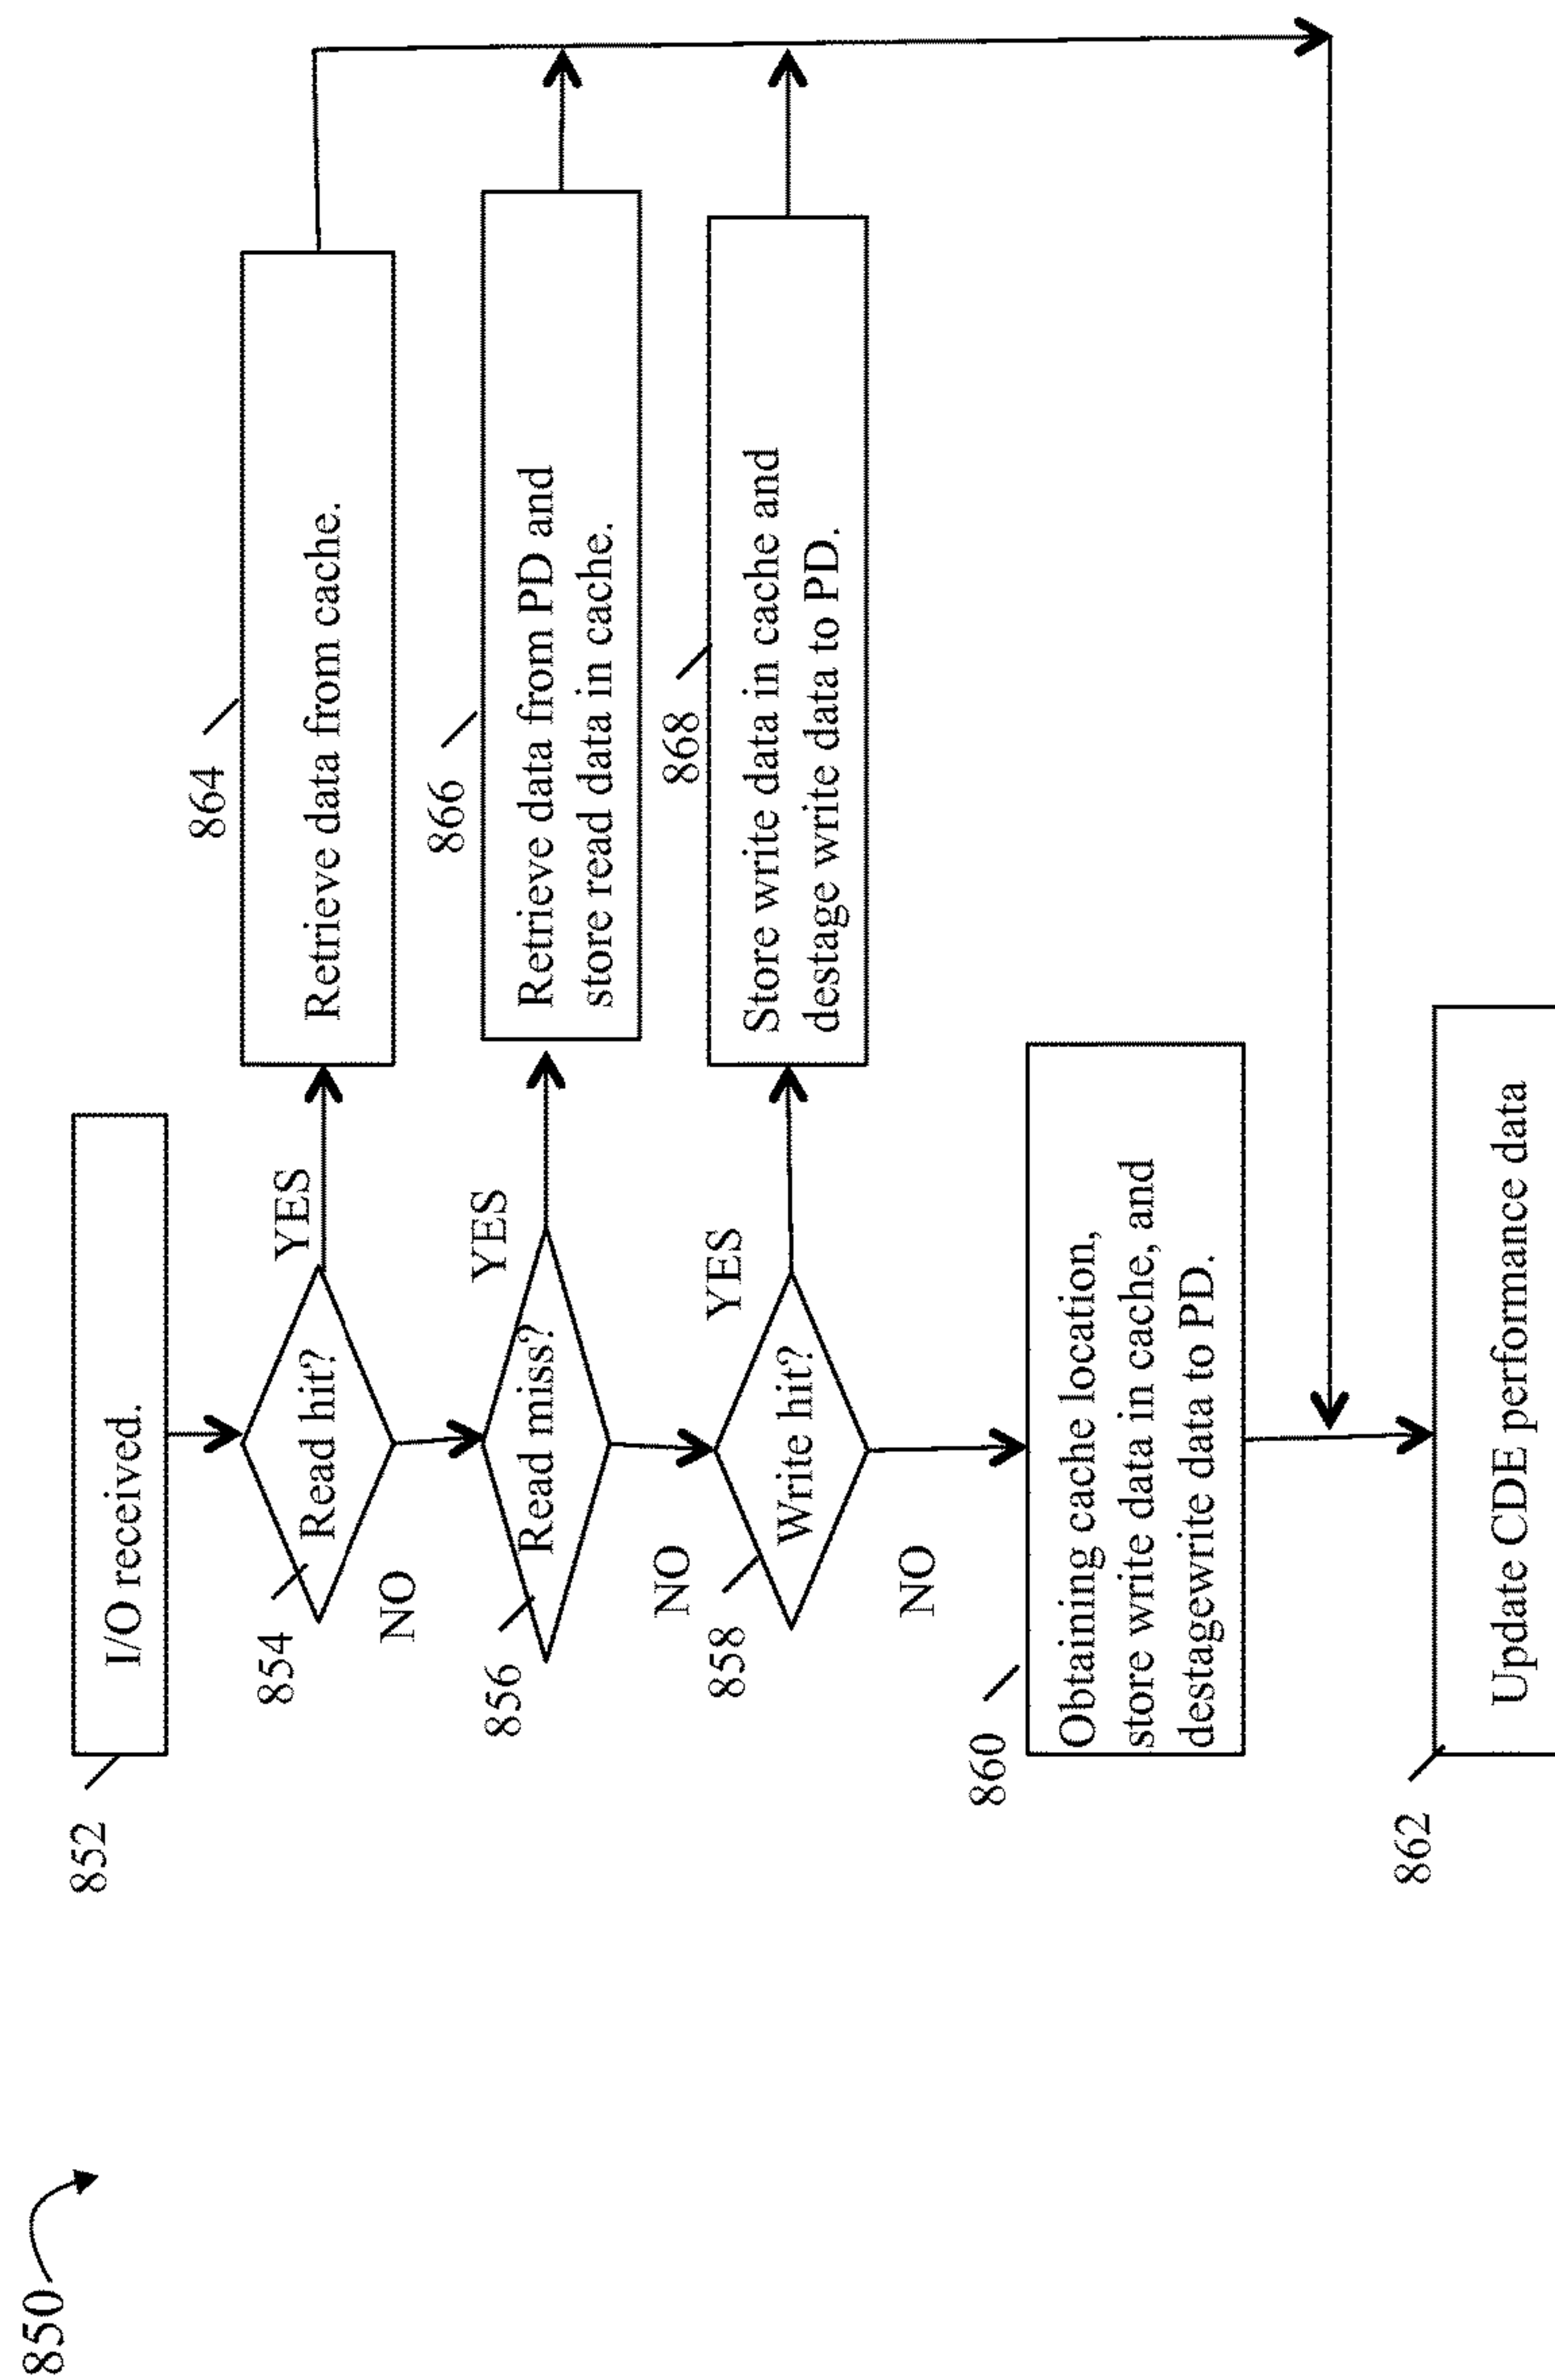 850
852
I/O received.
854
Read hit?
YES
864
Retrieve data from cache.
NO
856
Read miss?
YES
866
Retrieve data from PD and
store read data in cache.
NO
858
Write hit?
YES
868
Store write data in cache and
destage write data to PD.
NO
860
Obtaining cache location,
store write data in cache, and
destagewrite data to PD.
862
Update CDE performance data